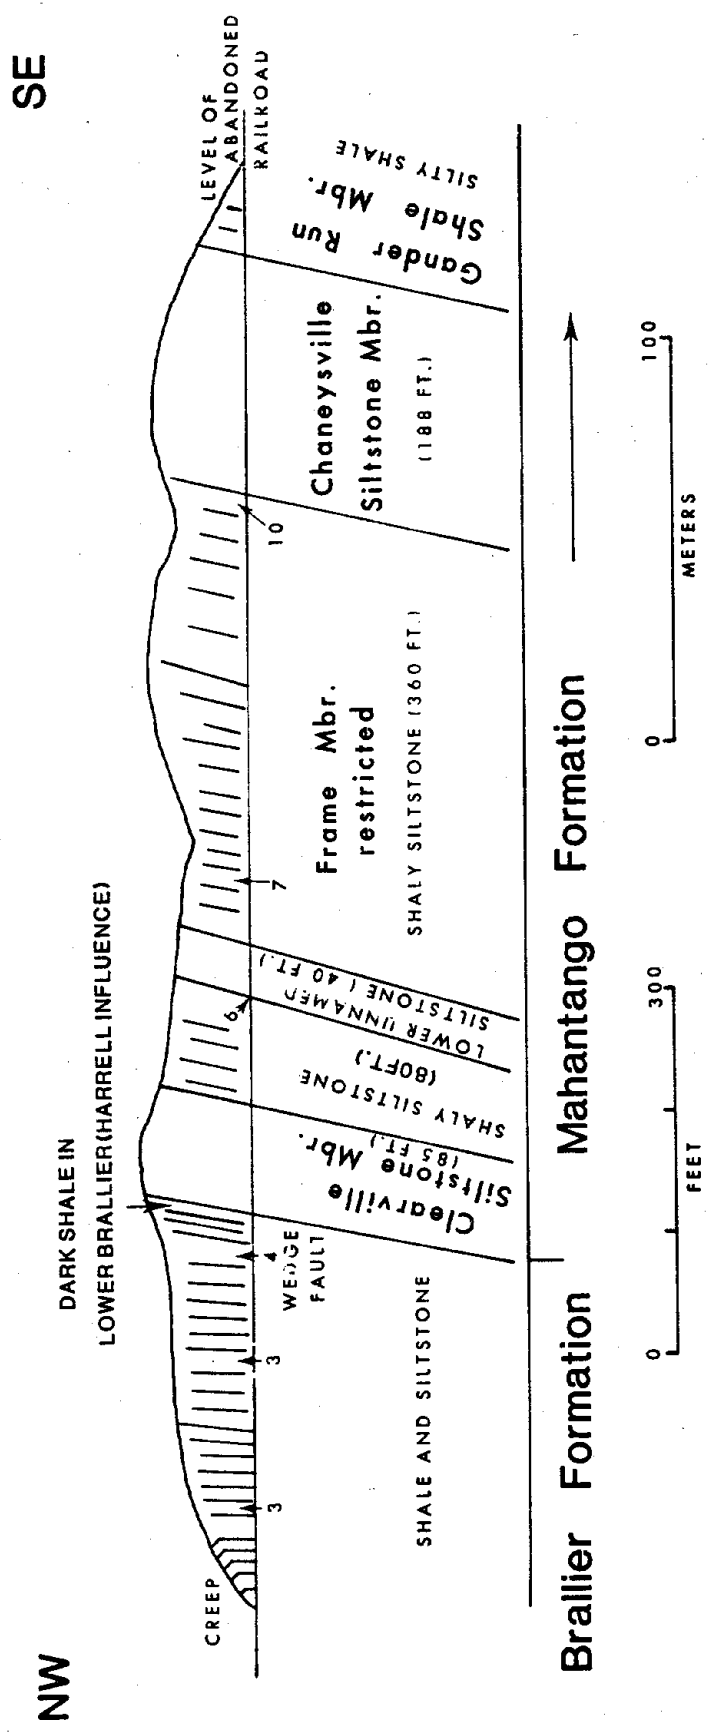 NW
SE
DARK SHALE IN
LOWER BRALLIER(HARRELL INFLUENCE)
CREEP
LEVEL OF
ABANDONED
RAILROAD
3
3
4
WEDGE
FAULT
6
7
10
SHALE AND SILTSTONE
Clearville
Siltstone Mbr.
(85 FT.)
SHALY SILTSTONE
(80FT.)
LOWER UNNAMED
SILTSTONE (40 FT.)
Frame Mbr.
restricted
SHALY SILTSTONE (360 FT.)
Chaneysville
Siltstone Mbr.
(188 FT.)
Gander Run
Shale Mbr.
SILTY SHALE
Brallier Formation
Mahantango Formation
0 300
FEET
0 100
METERS